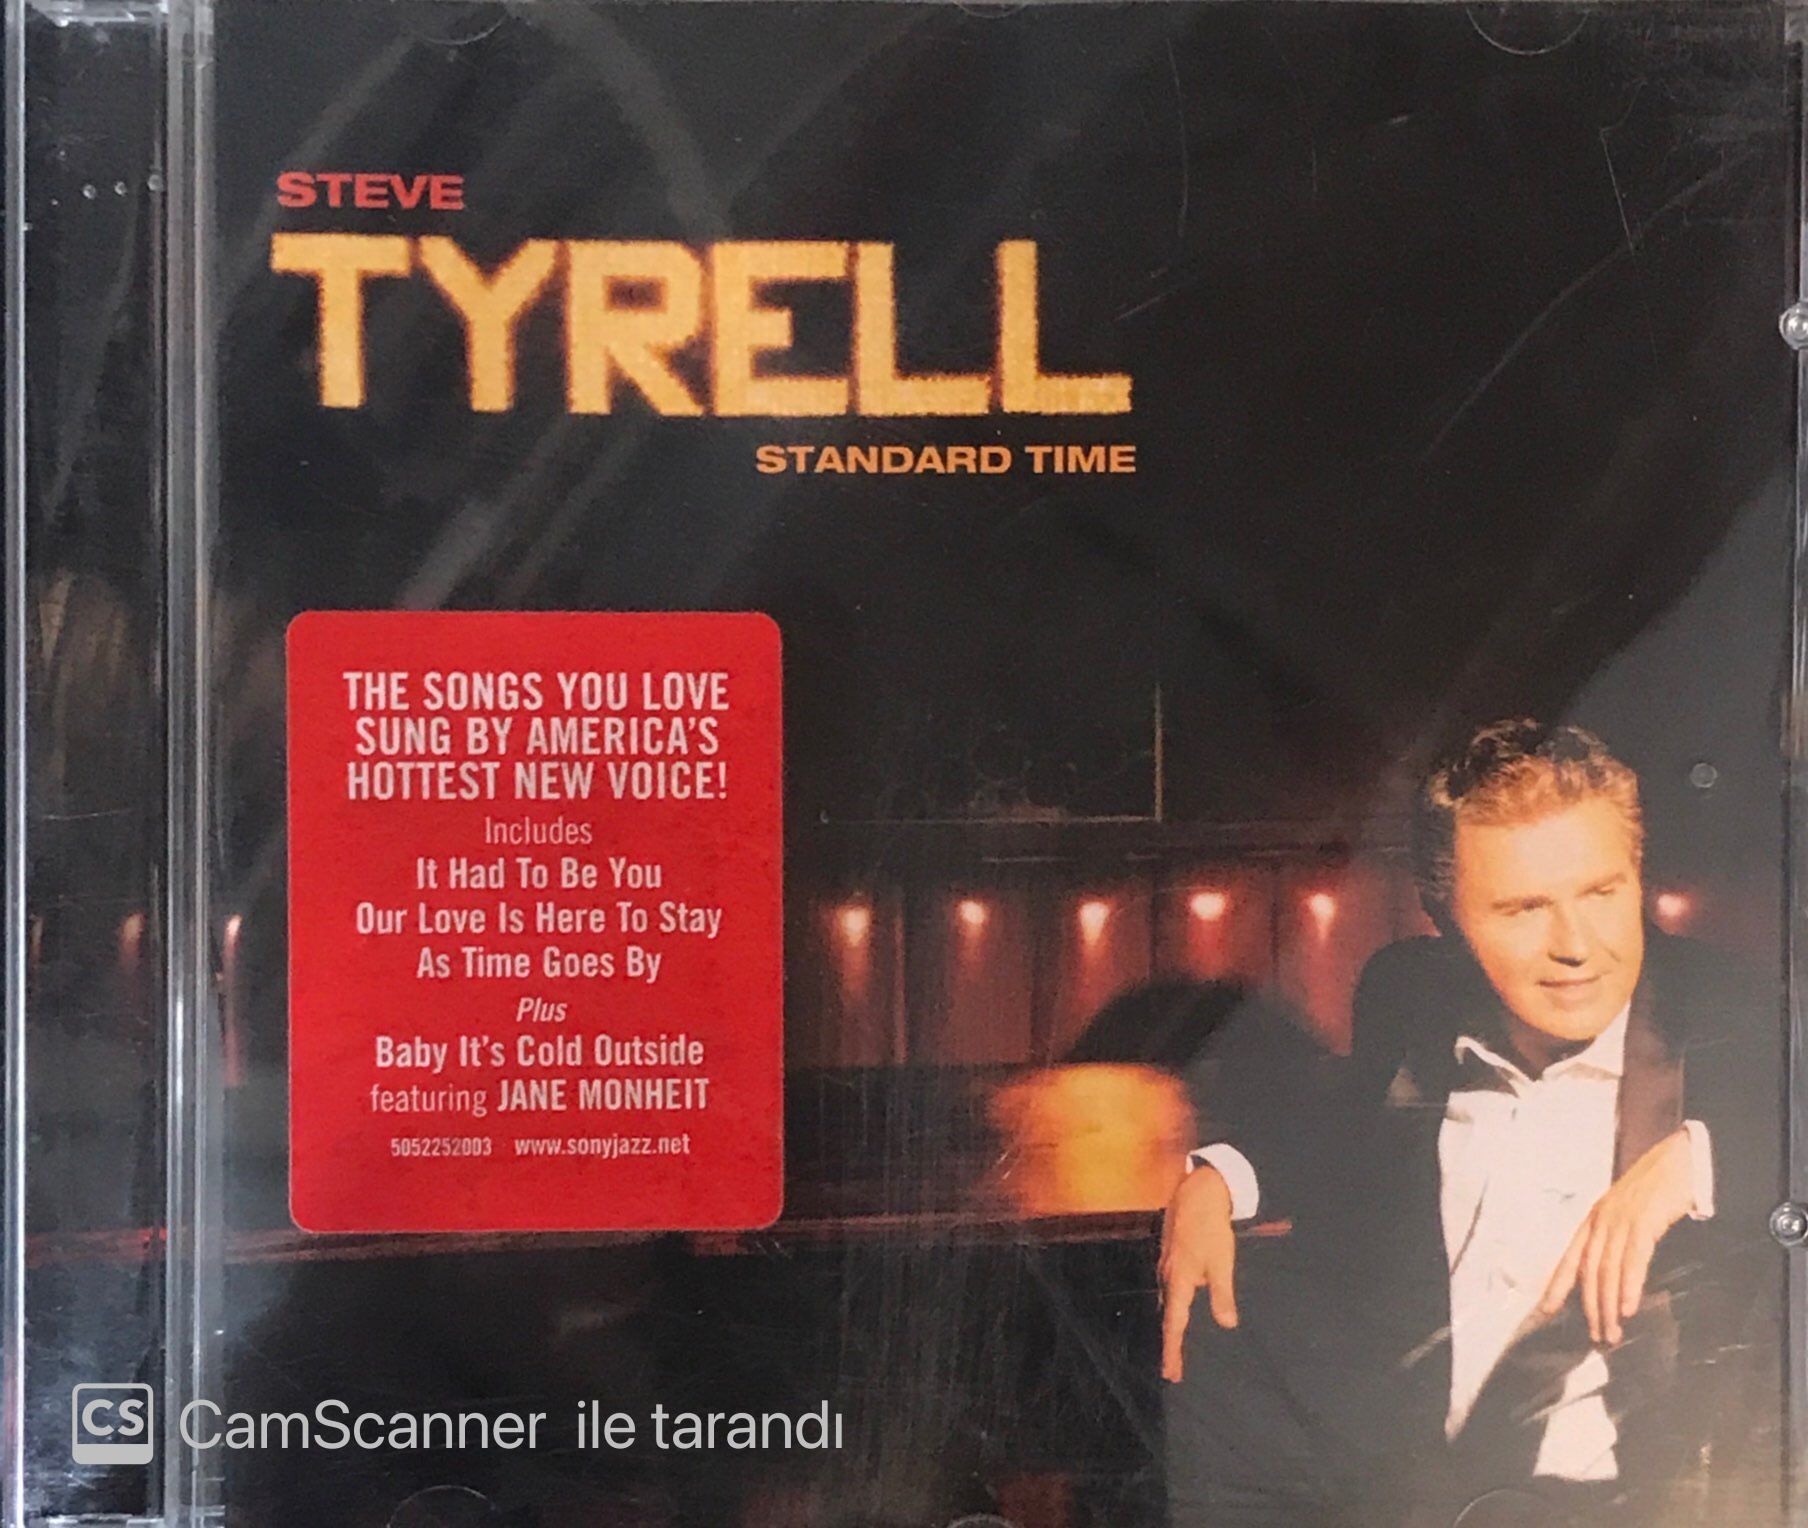 STEVE
TYRELL
STANDARD TIME
THE SONGS YOU LOVE
SUNG BY AMERICA'S
HOTTEST NEW VOICE!
Includes
It Had To Be You
Our Love Is Here To Stay
As Time Goes By
Plus
Baby It's Cold Outside
featuring JANE MONHEIT
5052252003 www.sonyjazz.net
CS CamScanner ile tarandı